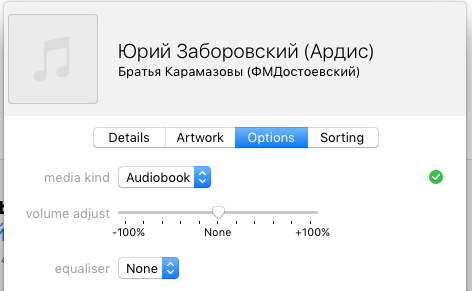 Юрий Заборовский (Ардис)
Братья Карамазовы (ФМДостоевский)
Details Artwork Options Sorting
media kind Audiobook
volume adjust
-100% None +100%
equaliser None